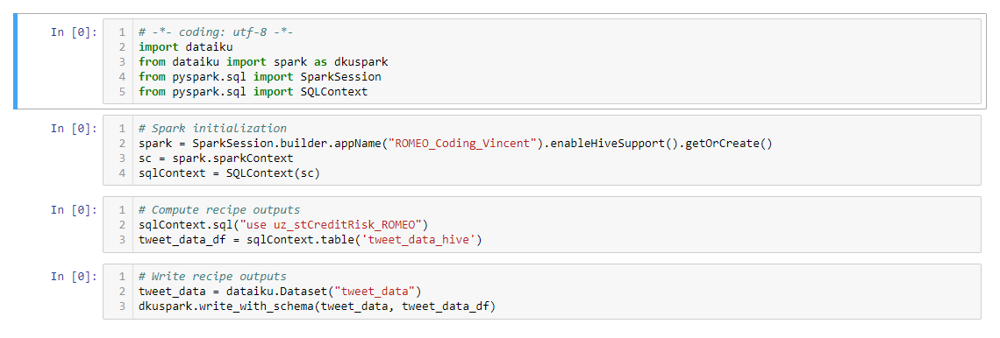 In [0]:
1 # -*- coding: utf-8 -*-
2 import dataiku
3 from dataiku import spark as dkuspark
4 from pyspark.sql import SparkSession
5 from pyspark.sql import SQLContext
In [0]:
1 # Spark initialization
2 spark = SparkSession.builder.appName("ROMEO_Coding_Vincent").enableHiveSupport().getOrCreate()
3 sc = spark.sparkContext
4 sqlContext = SQLContext(sc)
In [0]:
1 # Compute recipe outputs
2 sqlContext.sql("use uz_stCreditRisk_ROMEO")
3 tweet_data_df = sqlContext.table('tweet_data_hive')
In [0]:
1 # Write recipe outputs
2 tweet_data = dataiku.Dataset("tweet_data")
3 dkuspark.write_with_schema(tweet_data, tweet_data_df)